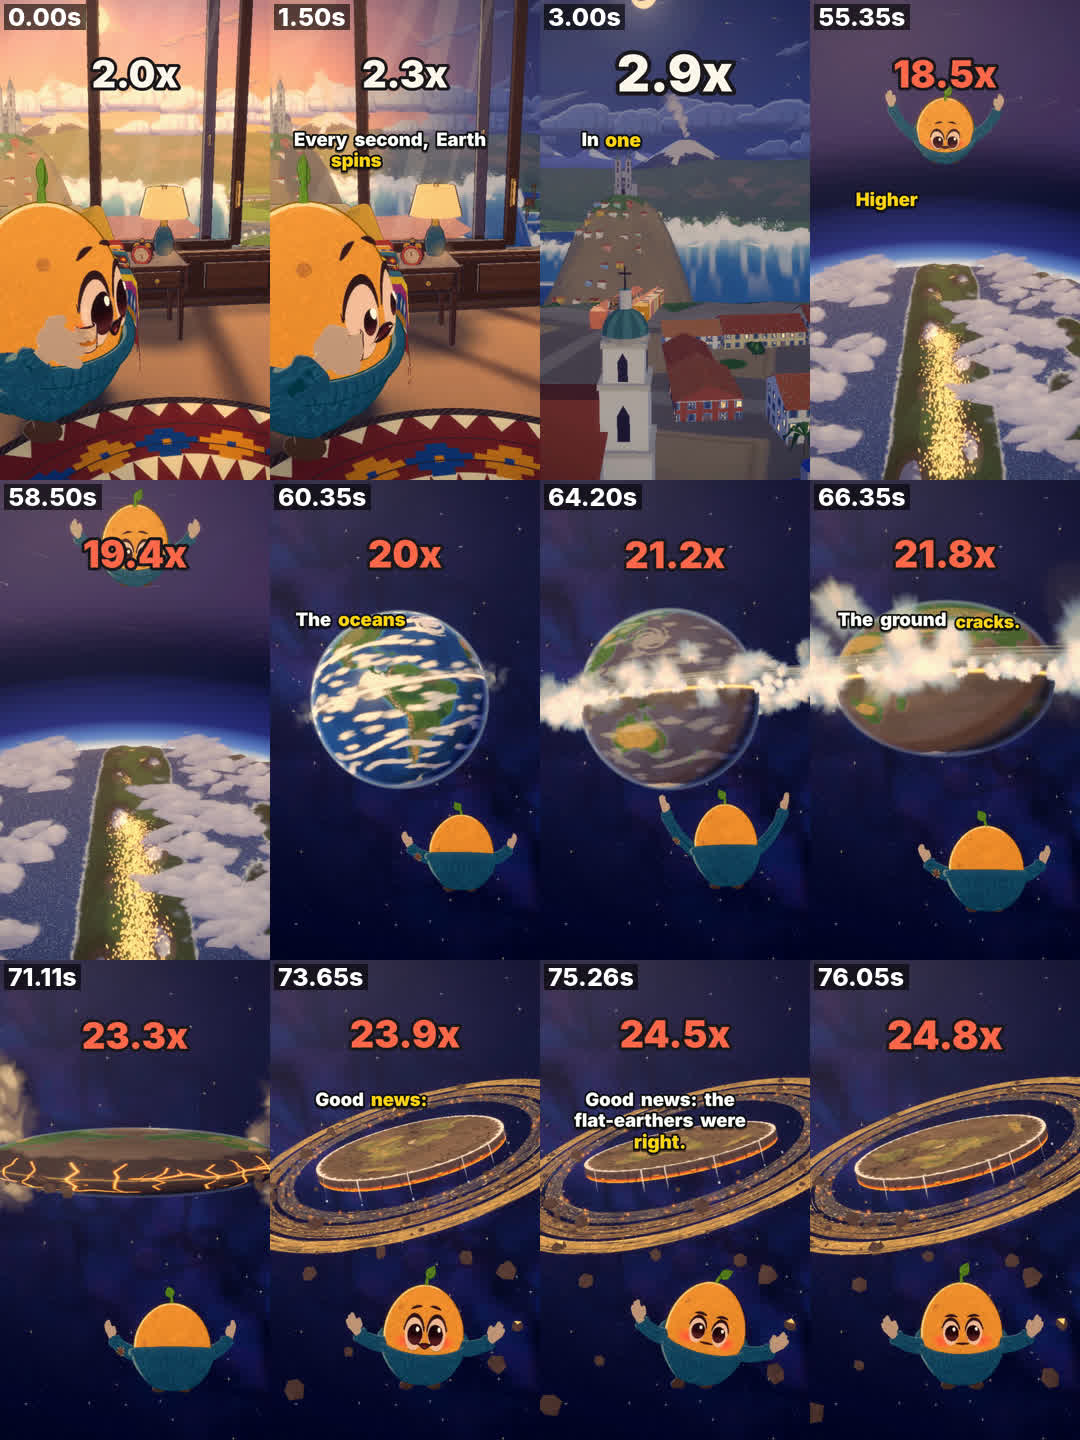 0.00s
2.0x
1.50s
2.3x
Every second, Earth
spins
3.00s
2.9x
In one
55.35s
18.5x
Higher
58.50s
19.4x
60.35s
20x
The oceans
64.20s
21.2x
66.35s
21.8x
The ground cracks.
71.11s
23.3x
73.65s
23.9x
Good news:
75.26s
24.5x
Good news: the
flat-earthers were
right.
76.05s
24.8x